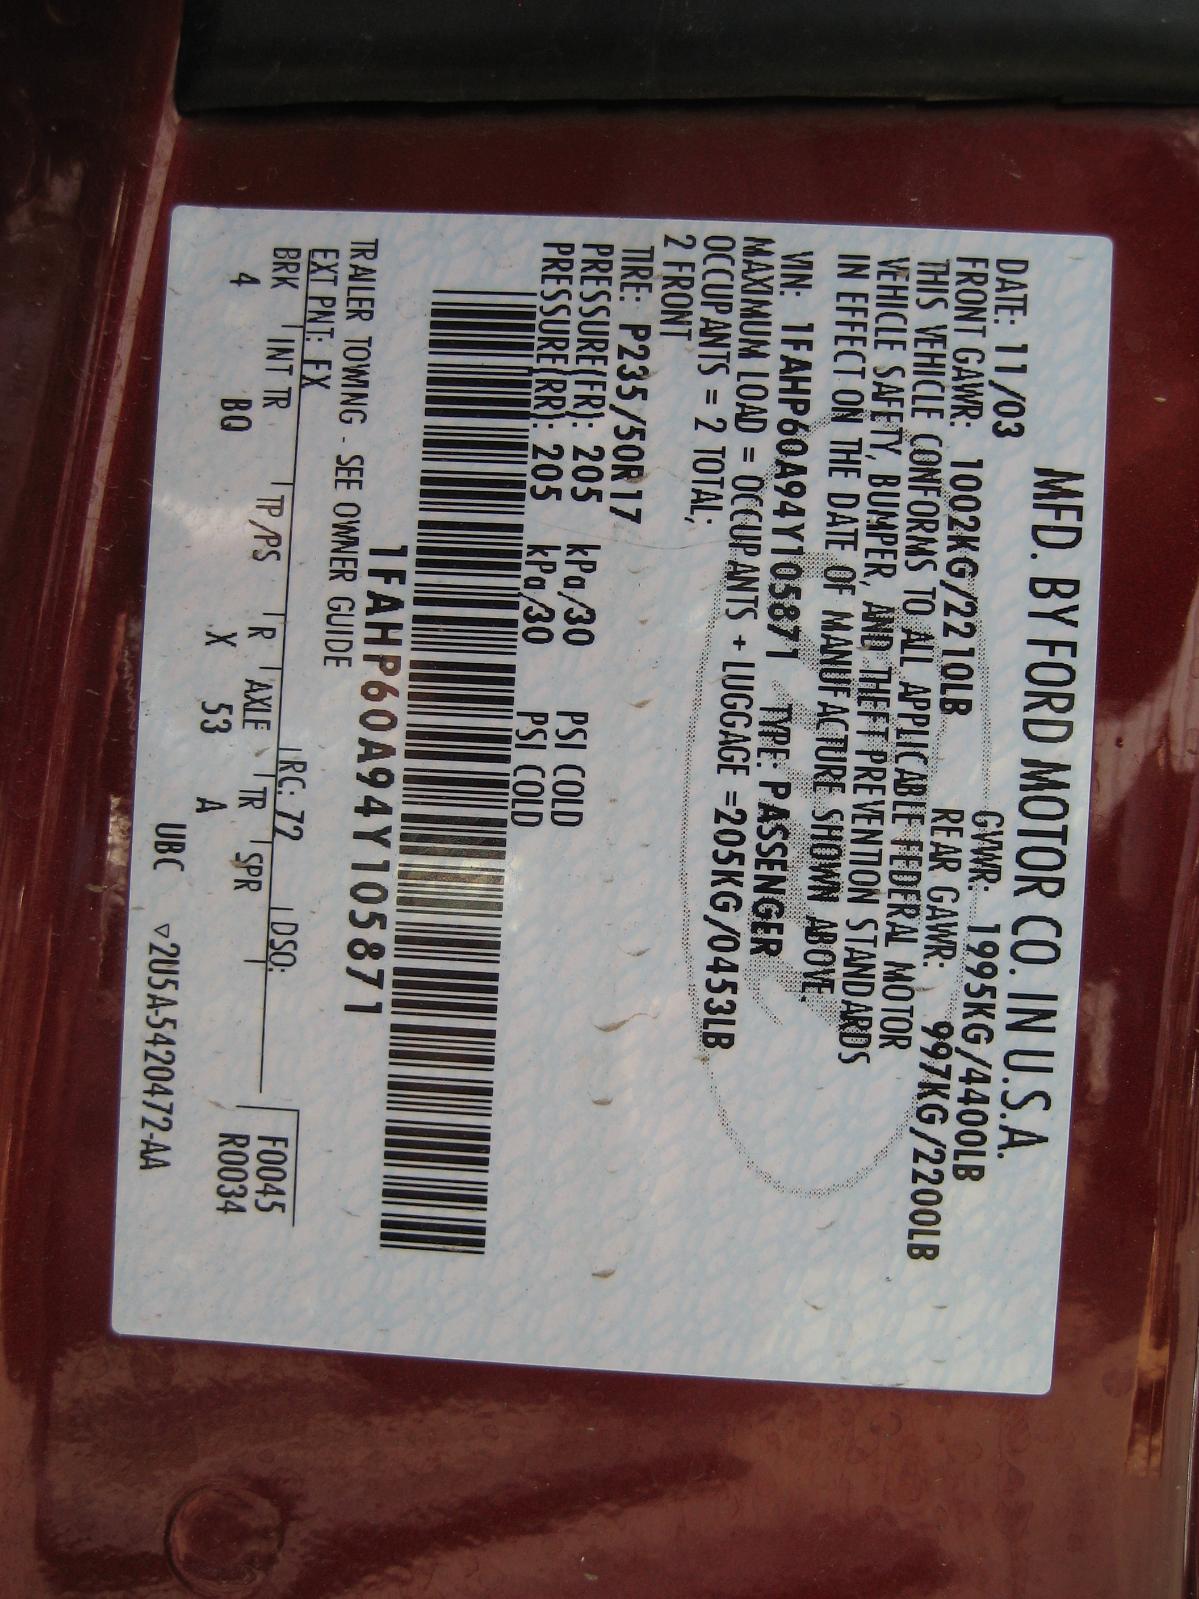 MFD. BY FORD MOTOR CO. IN U.S.A.
DATE: 11/03 GVWR: 1995KG/4400LB
FRONT GAWR: 1002KG/2210LB REAR GAWR: 997KG/2200LB
THIS VEHICLE CONFORMS TO ALL APPLICABLE FEDERAL MOTOR
VEHICLE SAFETY, BUMPER, AND THEFT PREVENTION STANDARDS
IN EFFECT ON THE DATE OF MANUFACTURE SHOWN ABOVE.
VIN: 1FAHP60A94Y105871 TYPE: PASSENGER
MAXIMUM LOAD = OCCUPANTS + LUGGAGE =205KG/0453LB
OCCUPANTS = 2 TOTAL;
2 FRONT
TIRE: P235/50R17
PRESSURE(FR): 205 kPa/30 PSI COLD
PRESSURE(RR): 205 kPa/30 PSI COLD
1FAHP60A94Y105871
TRAILER TOWING - SEE OWNER GUIDE
EXT PNT: FX RC: 72 DSO:
BRK INT TR TP/PS R AXLE TR SPR F0045
4 BQ X 53 A R0034
UBC ▽2U5A-5420472-AA